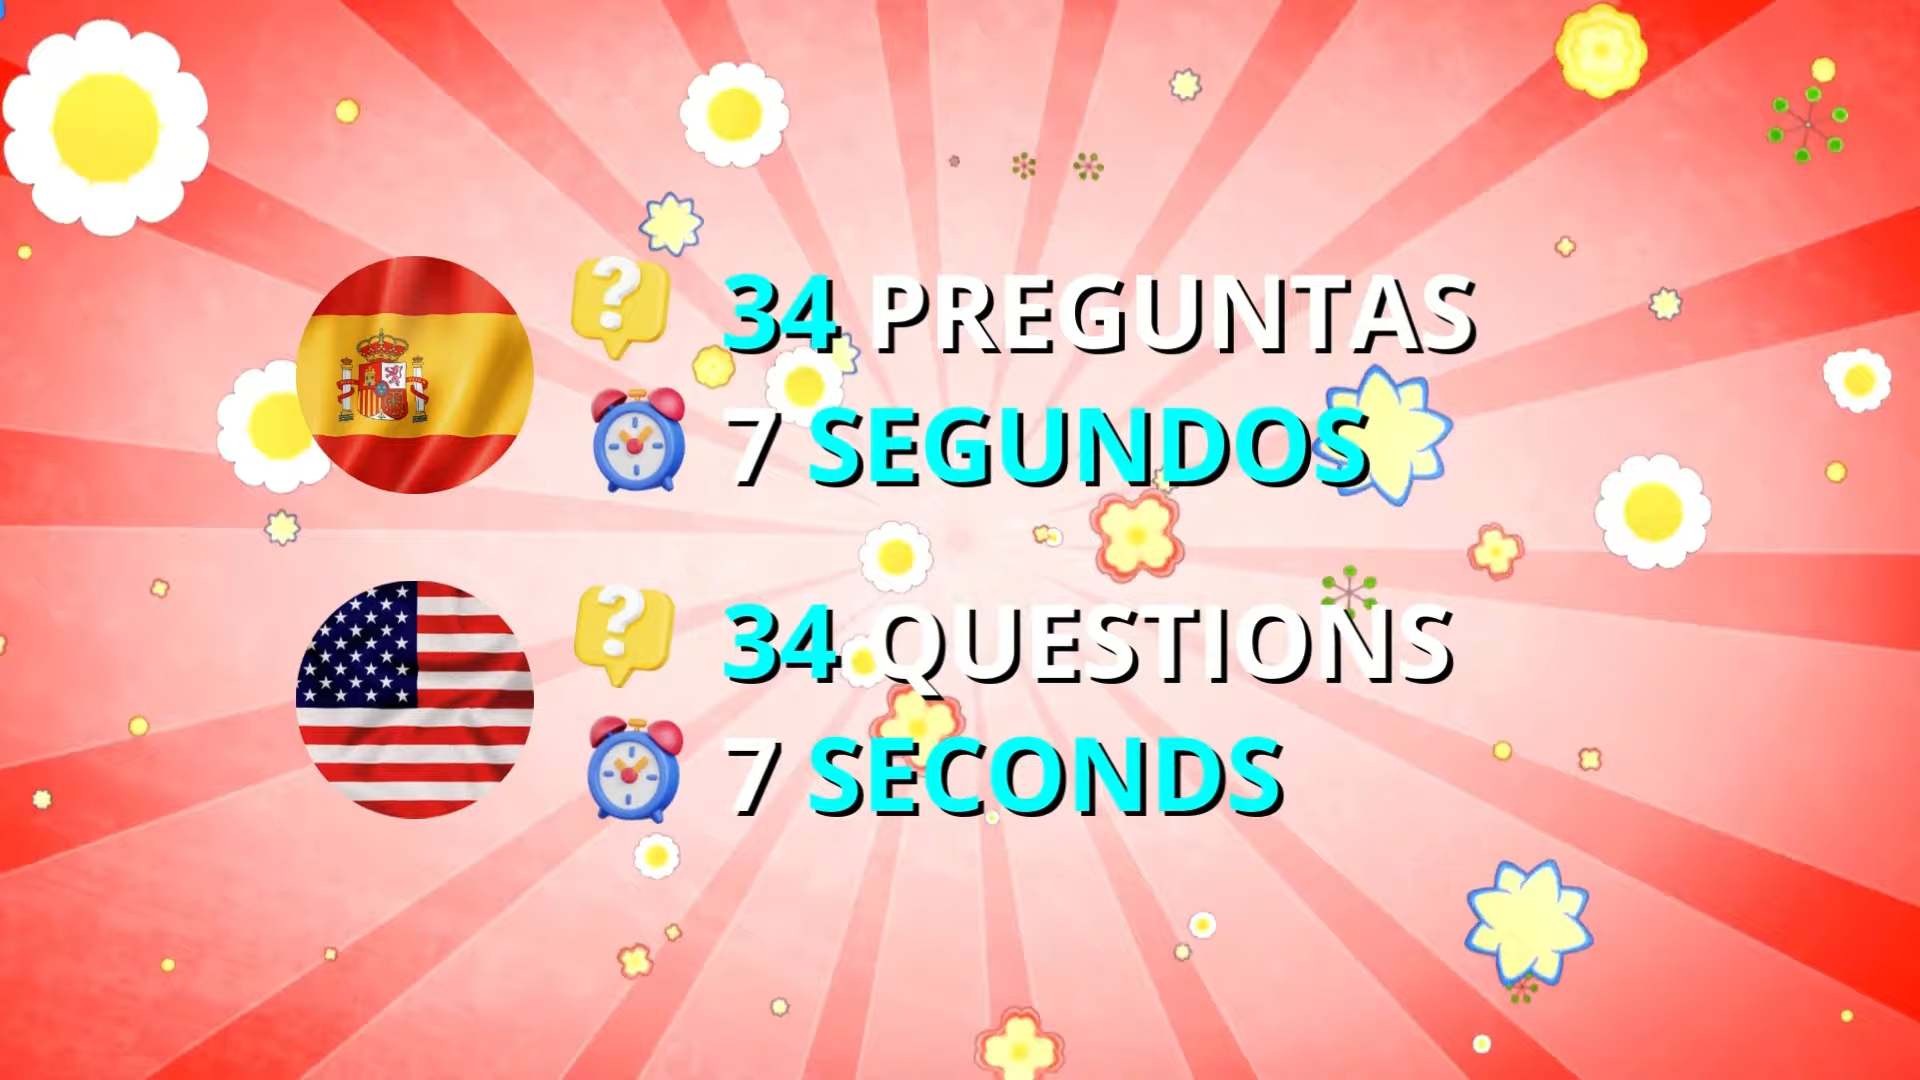 34 PREGUNTAS
7 SEGUNDOS
34 QUESTIONS
7 SECONDS